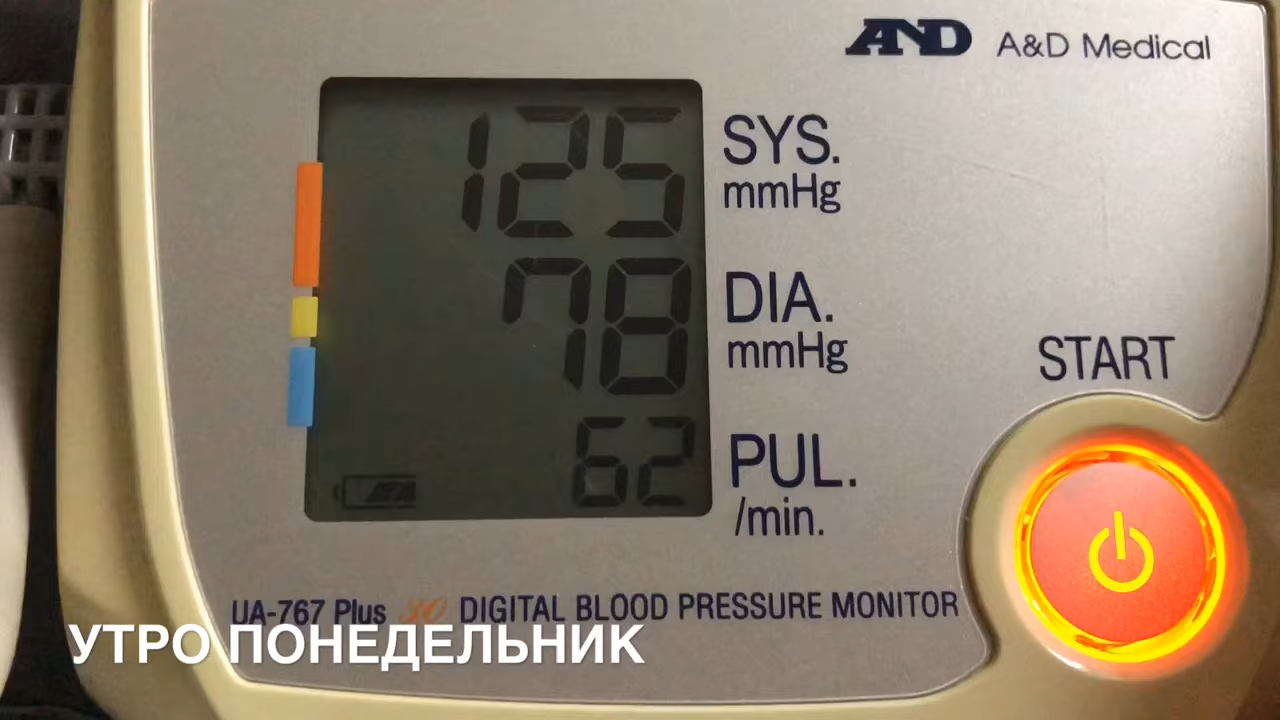 AND A&D Medical
125 SYS.
mmHg
78 DIA.
mmHg
START
62 PUL.
/min.
UA-767 Plus 30 DIGITAL BLOOD PRESSURE MONITOR
УТРО ПОНЕДЕЛЬНИК